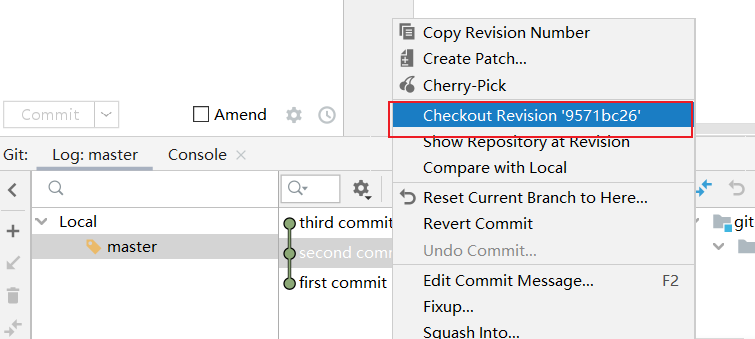 Copy Revision Number
Create Patch...
Cherry-Pick
Commit
Amend
Checkout Revision '9571bc26'
Show Repository at Revision
Compare with Local
Git:
Log: master
Console
Reset Current Branch to Here...
Revert Commit
Undo Commit...
Local
master
third commit
second comm
first commit
git
Edit Commit Message...
F2
Fixup...
Squash Into...